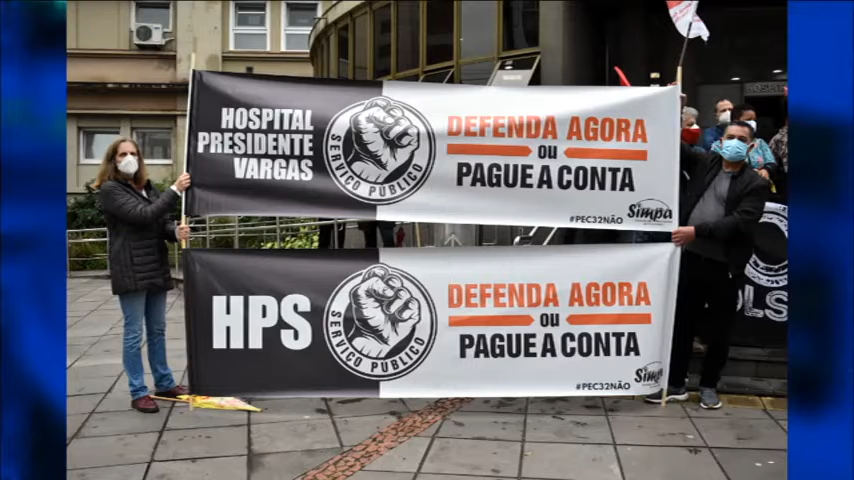 HOSPITAL
PRESIDENTE
VARGAS
SERVIÇO PÚBLICO
DEFENDA AGORA
OU
PAGUE A CONTA
#PEC32NÃO
Simpa
HPS
SERVIÇO PÚBLICO
DEFENDA AGORA
OU
PAGUE A CONTA
#PEC32NÃO
Simpa